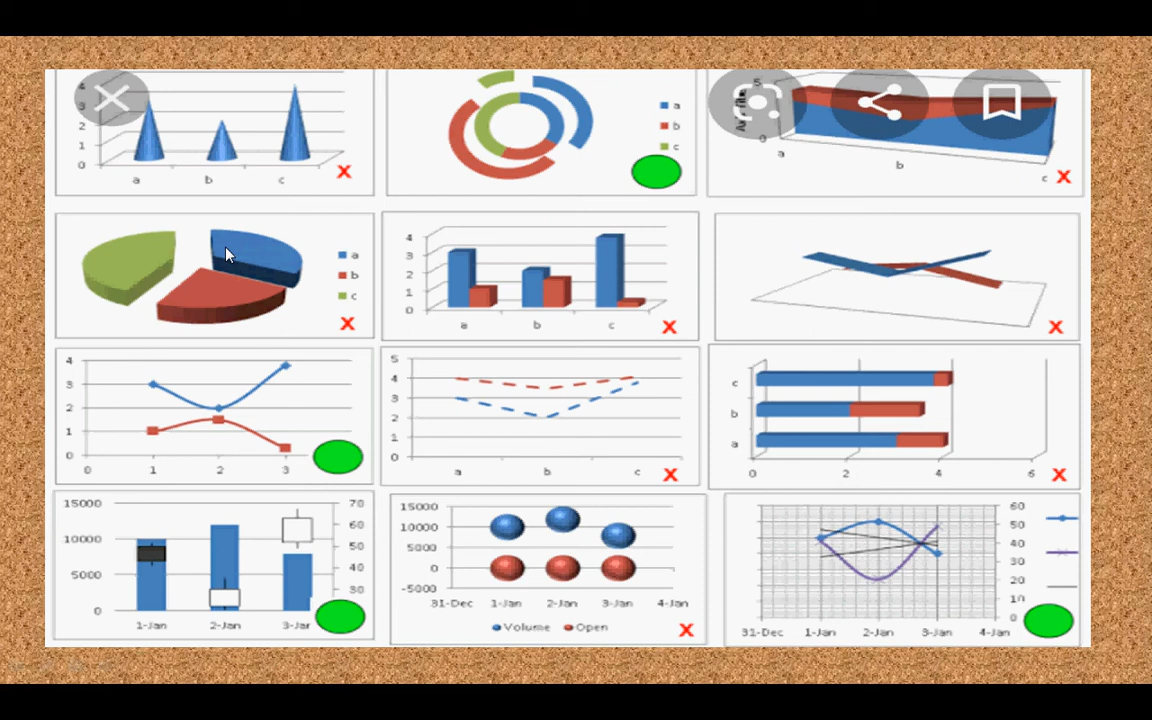 4
3
2
1
0
a b c
X
a
b
c
5
0
a
b
c
X
a
b
c
X
4
3
2
1
0
a b c
X
X
4
3
2
1
0
0 1 2 3
5
4
3
2
1
0
a b c
X
c
b
a
0 2 4 6
X
15000 70
60
10000 50
40
5000 30
0
1-Jan 2-Jan 3-Jan
15000
10000
5000
0
-5000
31-Dec 1-Jan 2-Jan 3-Jan 4-Jan
Volume Open
X
60
50
40
30
20
10
0
31-Dec 1-Jan 2-Jan 3-Jan 4-Jan